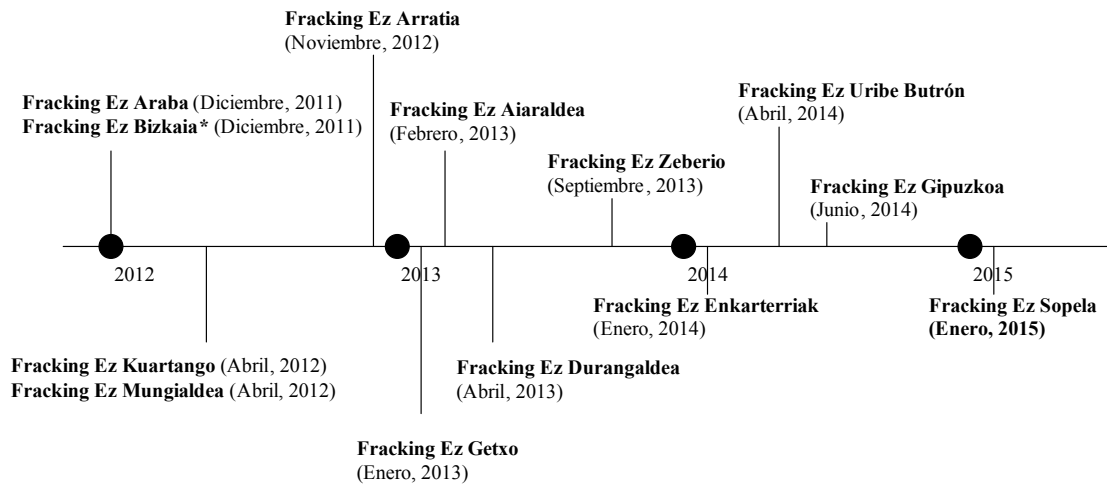 Fracking Ez Arratia
(Noviembre, 2012)
Fracking Ez Araba (Diciembre, 2011)
Fracking Ez Bizkaia* (Diciembre, 2011)
Fracking Ez Aiaraldea
(Febrero, 2013)
Fracking Ez Zeberio
(Septiembre, 2013)
Fracking Ez Uribe Butrón
(Abril, 2014)
Fracking Ez Gipuzkoa
(Junio, 2014)
2012
2013
2014
2015
Fracking Ez Kuartango (Abril, 2012)
Fracking Ez Mungialdea (Abril, 2012)
Fracking Ez Getxo
(Enero, 2013)
Fracking Ez Durangaldea
(Abril, 2013)
Fracking Ez Enkarterriak
(Enero, 2014)
Fracking Ez Sopela
(Enero, 2015)